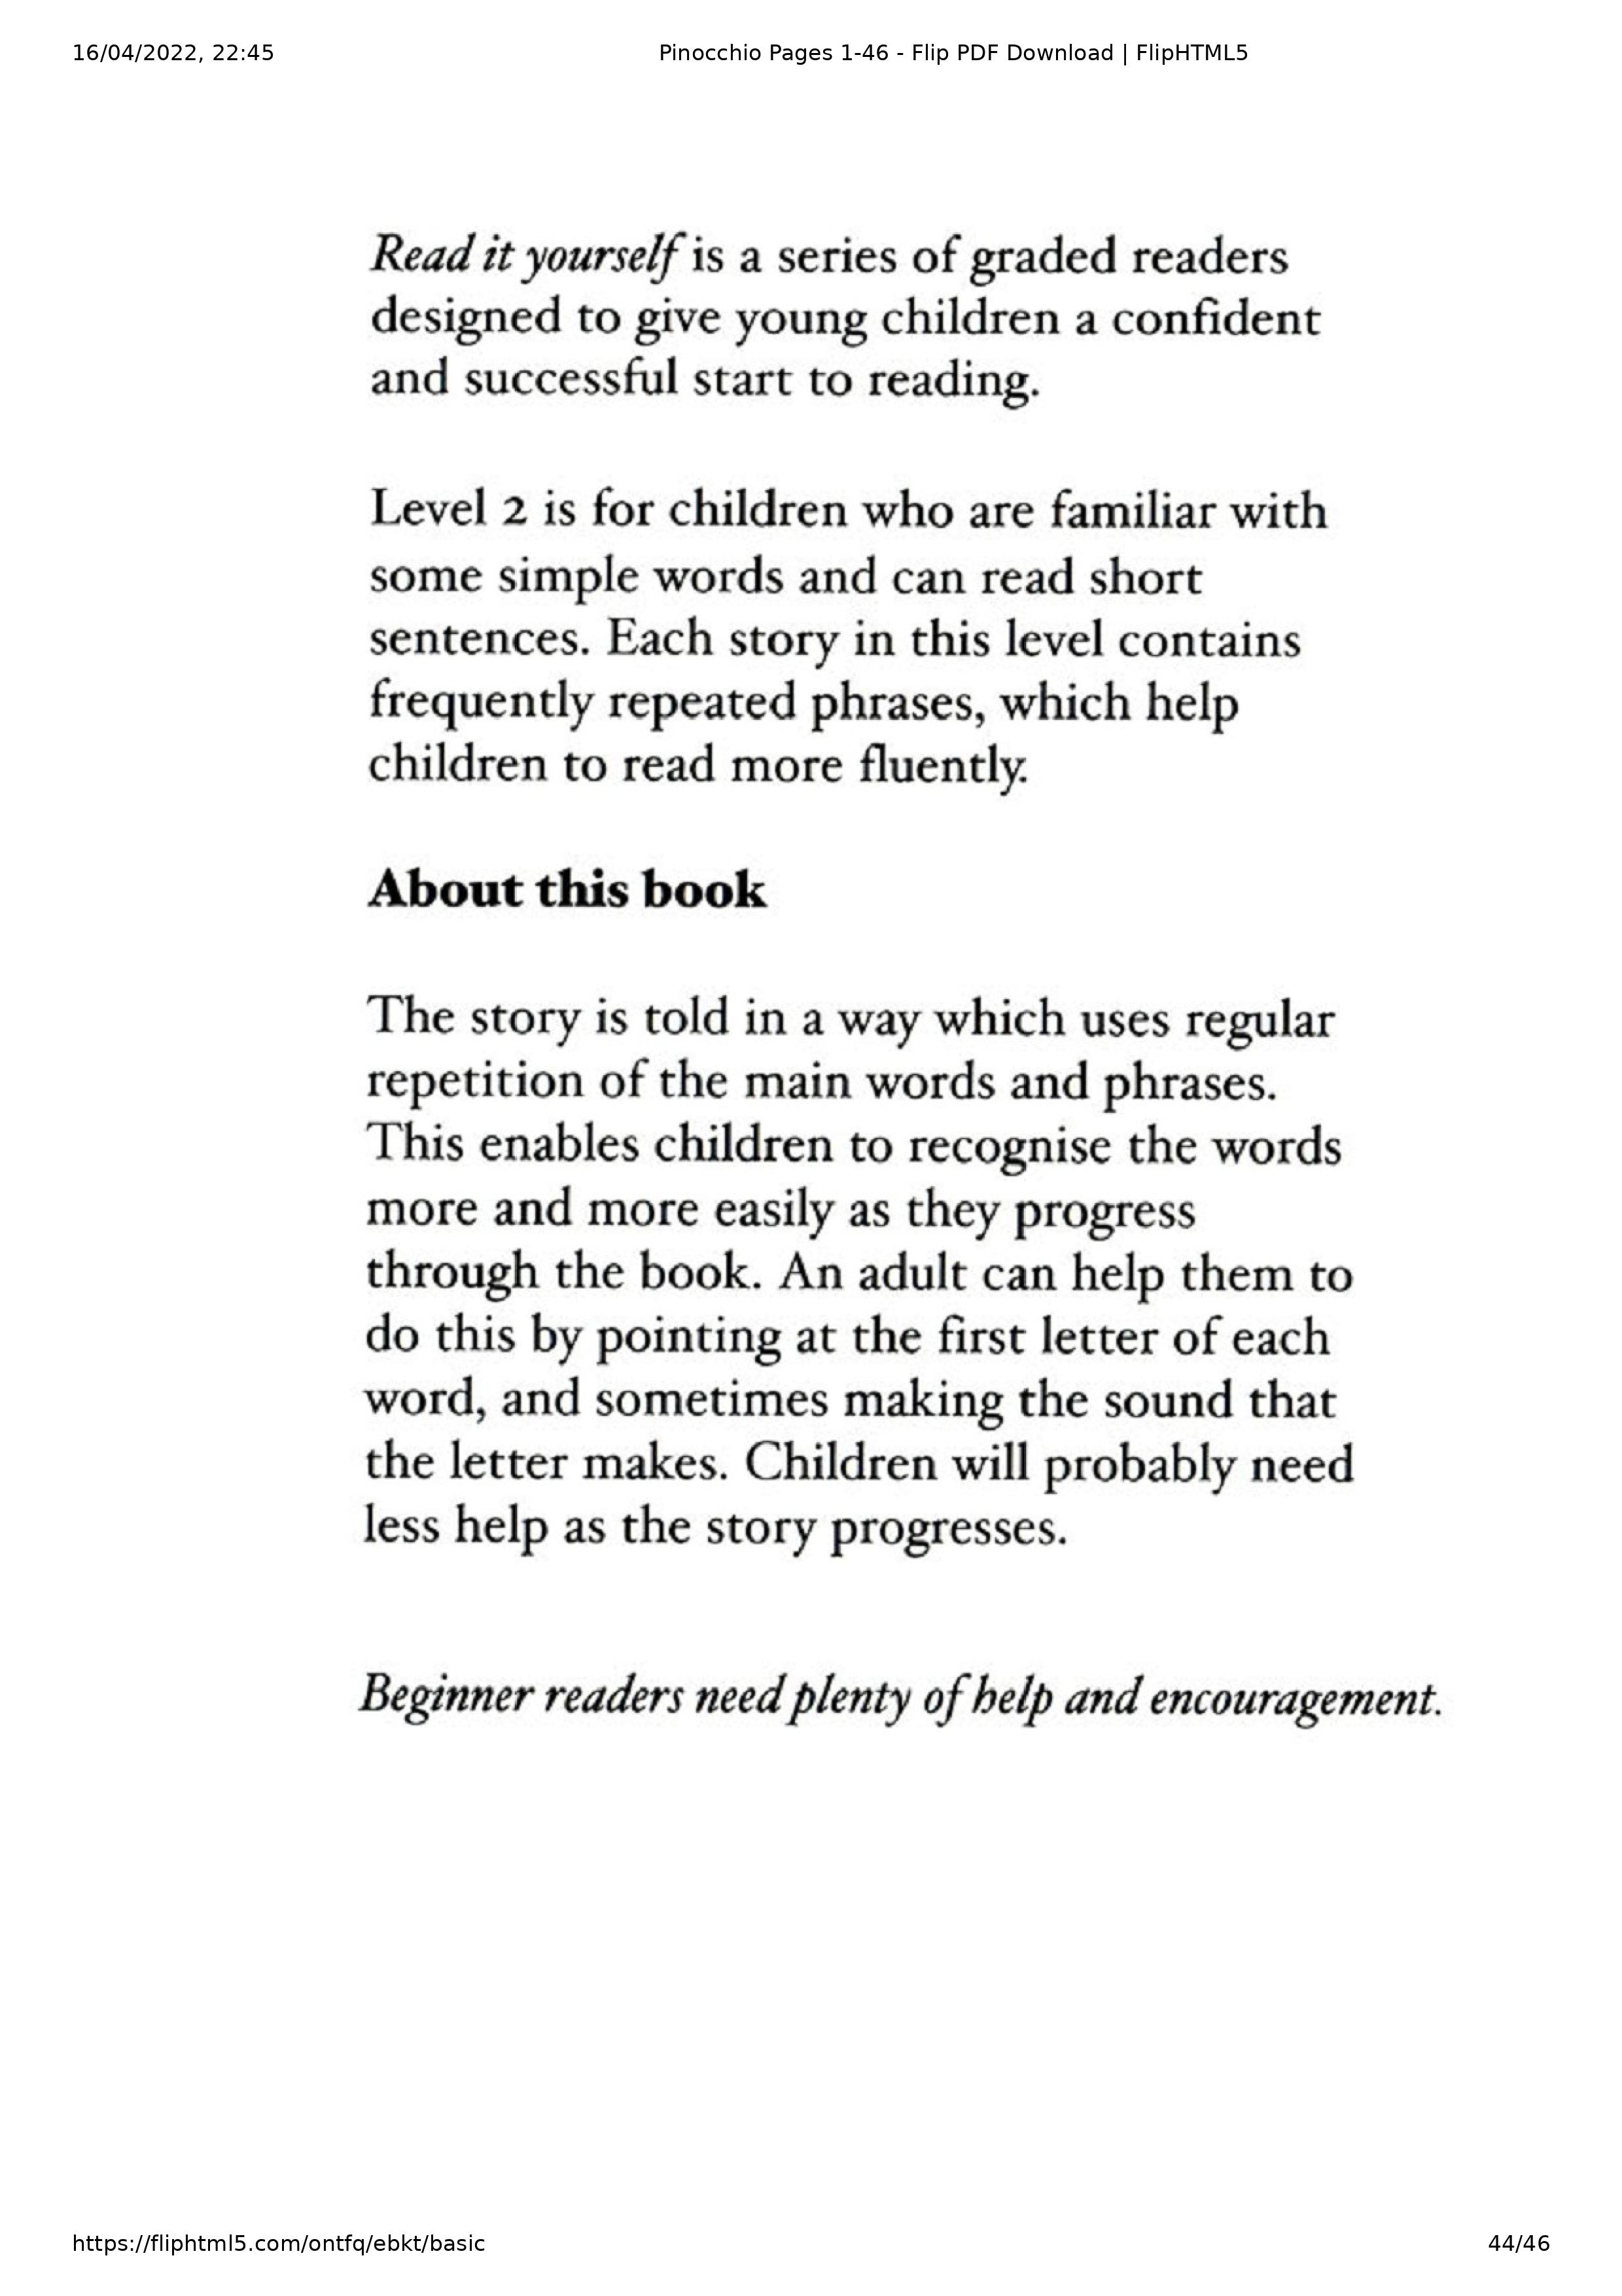 16/04/2022, 22:45 Pinocchio Pages 1-46 - Flip PDF Download | FlipHTML5
Read it yourself is a series of graded readers
designed to give young children a confident
and successful start to reading.
Level 2 is for children who are familiar with
some simple words and can read short
sentences. Each story in this level contains
frequently repeated phrases, which help
children to read more fluently.
About this book
The story is told in a way which uses regular
repetition of the main words and phrases.
This enables children to recognise the words
more and more easily as they progress
through the book. An adult can help them to
do this by pointing at the first letter of each
word, and sometimes making the sound that
the letter makes. Children will probably need
less help as the story progresses.
Beginner readers need plenty of help and encouragement.
https://fliphtml5.com/ontfq/ebkt/basic 44/46